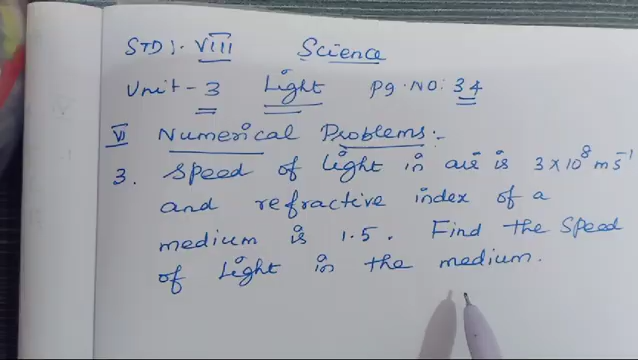 STD :- VIII Science
Unit - 3 Light Pg. No: 34
VI Numerical Problems :-
3. Speed of light in air is 3 x 10⁸ ms⁻¹
and refractive index of a
medium is 1.5. Find the speed
of light in the medium.